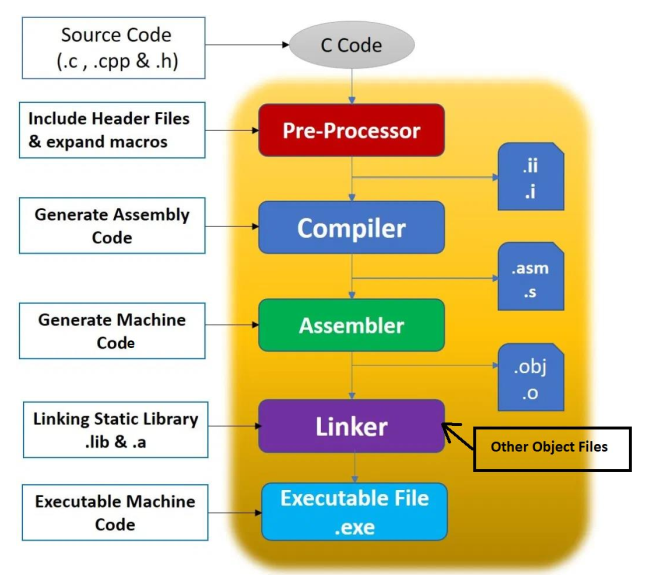 Source Code
(.c , .cpp & .h)
C Code
Include Header Files
& expand macros
Pre-Processor
.ii
.i
Generate Assembly
Code
Compiler
.asm
.s
Generate Machine
Code
Assembler
.obj
.o
Linking Static Library
.lib & .a
Linker
Other Object Files
Executable Machine
Code
Executable File
.exe